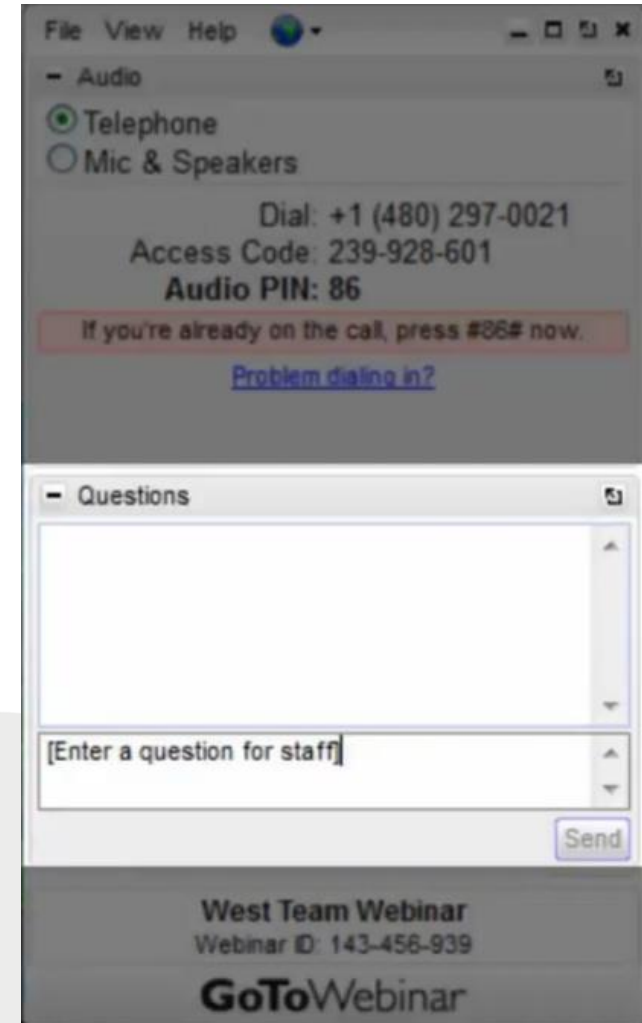 File View Help
Audio
Telephone
Mic & Speakers
Dial: +1 (480) 297-0021
Access Code: 239-928-601
Audio PIN: 86
If you're already on the call, press #86# now.
Problem dialing in?
Questions
[Enter a question for staff]
Send
West Team Webinar
Webinar ID: 143-456-939
GoToWebinar